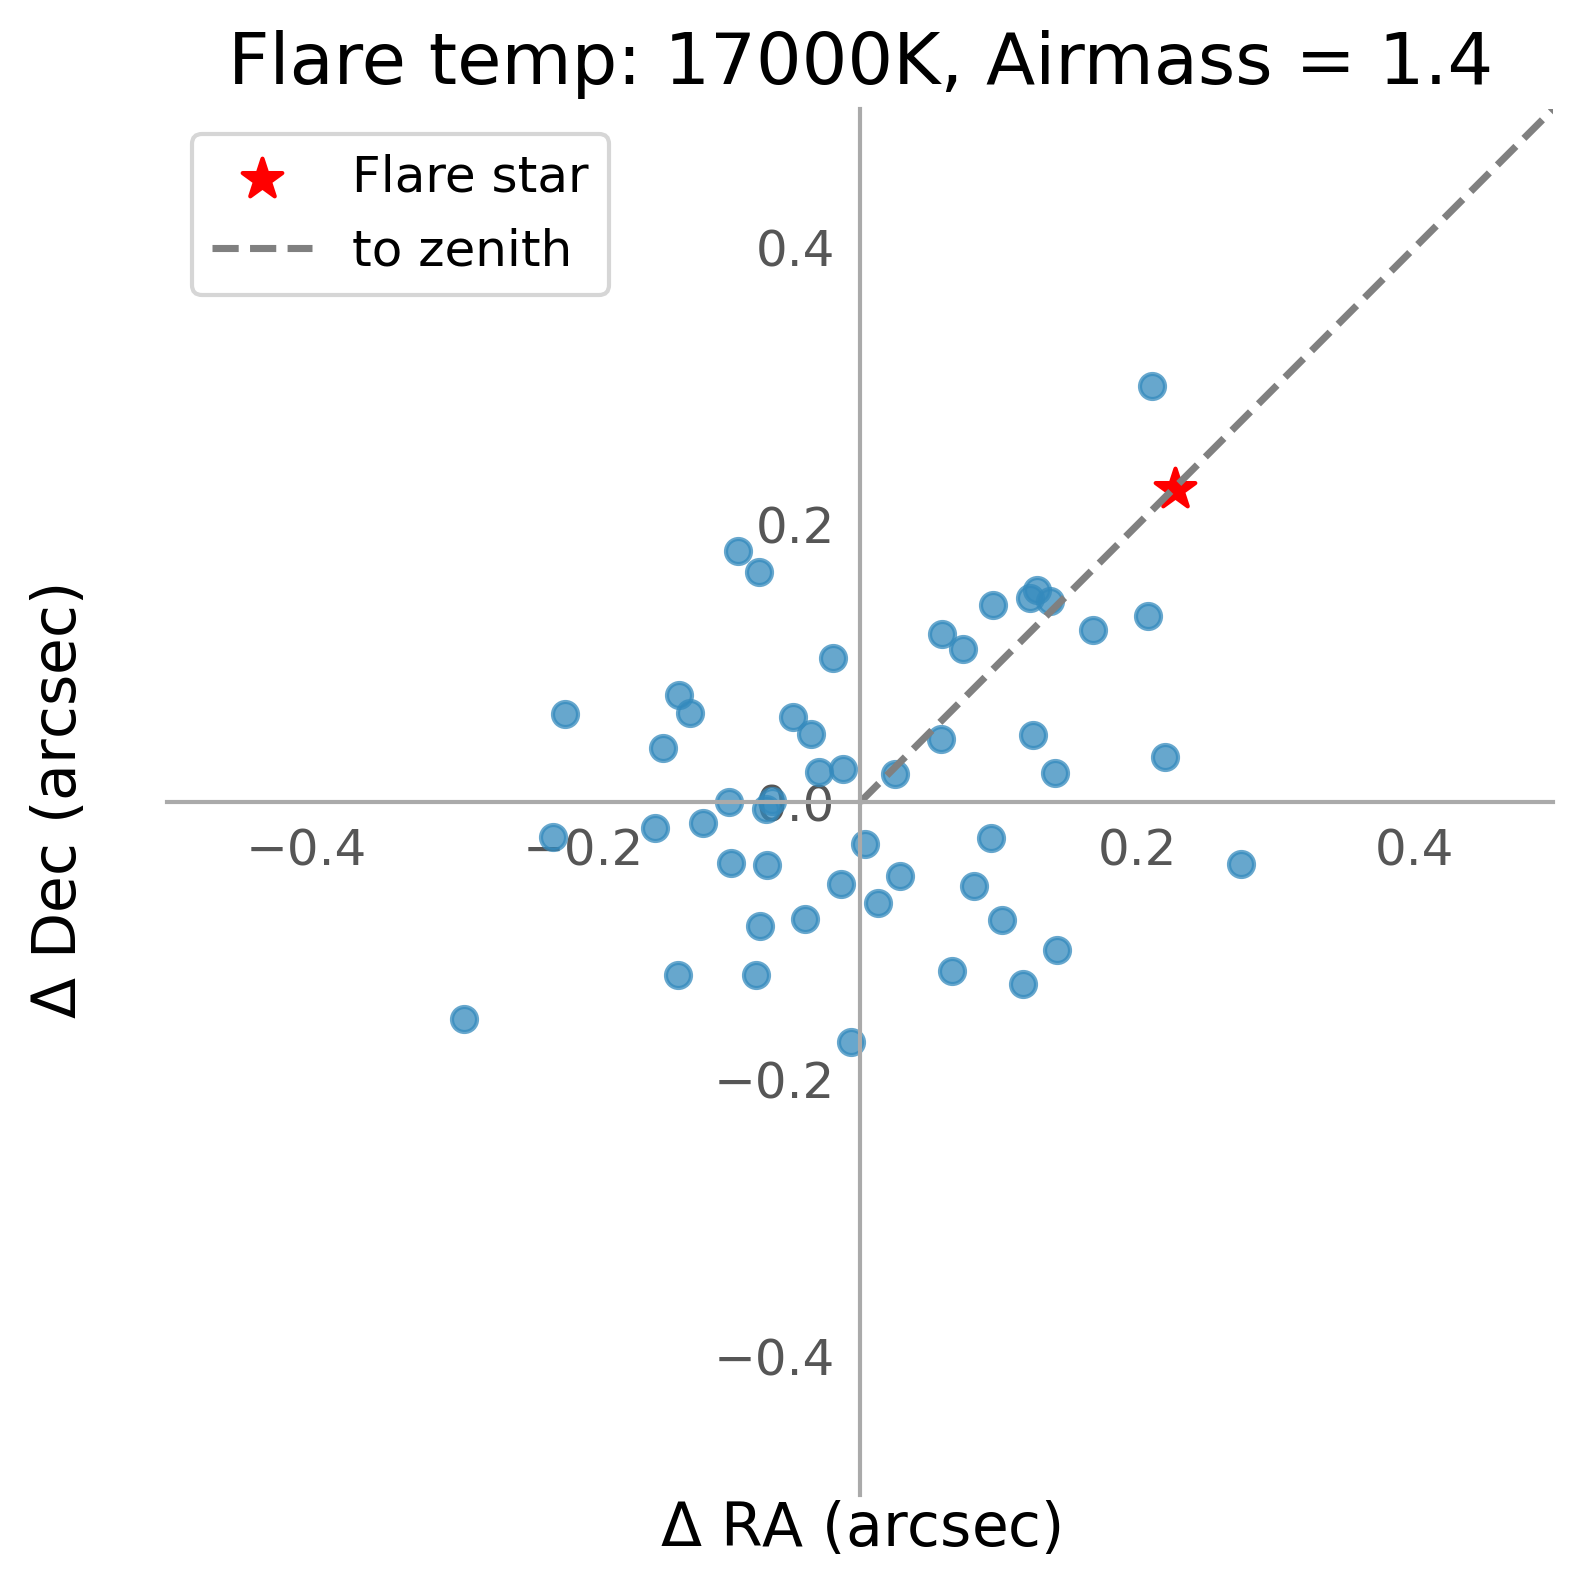 Flare temp: 17000K, Airmass = 1.4
Flare star
to zenith
0.4
0.2
0.0
−0.4
−0.2
0.2
0.4
−0.2
−0.4
Δ Dec (arcsec)
Δ RA (arcsec)